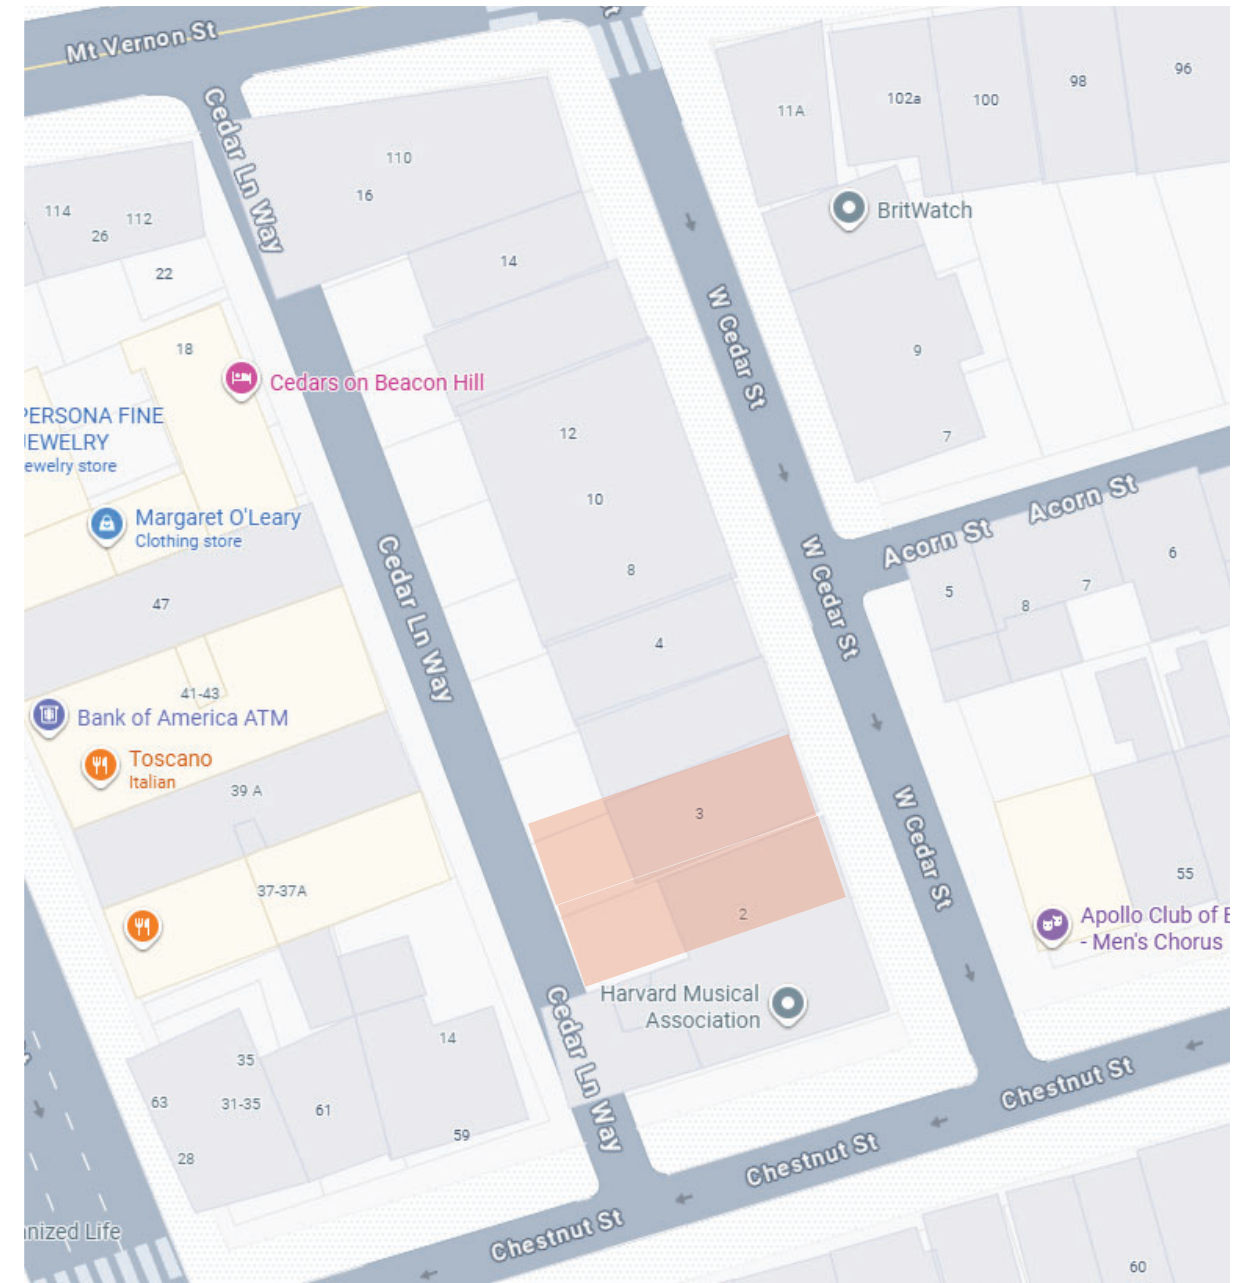 Mt Vernon St
Cedar Ln Way
110
16
114
112
26
22
14
11A
102a
100
98
96
BritWatch
W Cedar St
9
7
18
Cedars on Beacon Hill
PERSONA FINE
JEWELRY
ewelry store
12
10
8
Margaret O'Leary
Clothing store
Acorn St
Acorn St
Cedar Ln Way
W Cedar St
47
4
5
8
7
6
41-43
Bank of America ATM
Toscano
Italian
39 A
3
W Cedar St
37-37A
2
55
Apollo Club of B
- Men's Chorus
Harvard Musical
Association
Cedar Ln Way
14
35
63
31-35
61
59
28
Chestnut St
Chestnut St
Chestnut St
nized Life
60